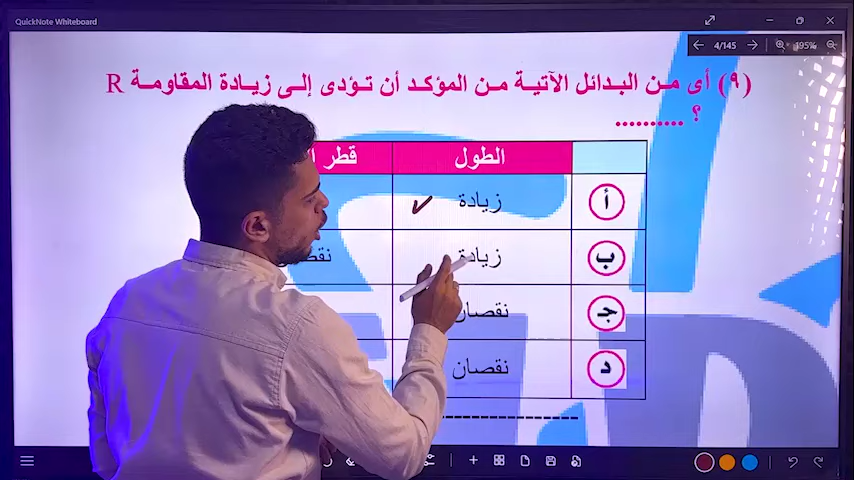 QuickNote Whiteboard
4/145
195%
(٩) أى من البدائل الآتية من المؤكد أن تؤدى إلى زيادة المقاومة R
؟ ..........
الطول قطر
أ زيادة
ب زيادة
ج نقصان
د نقصان